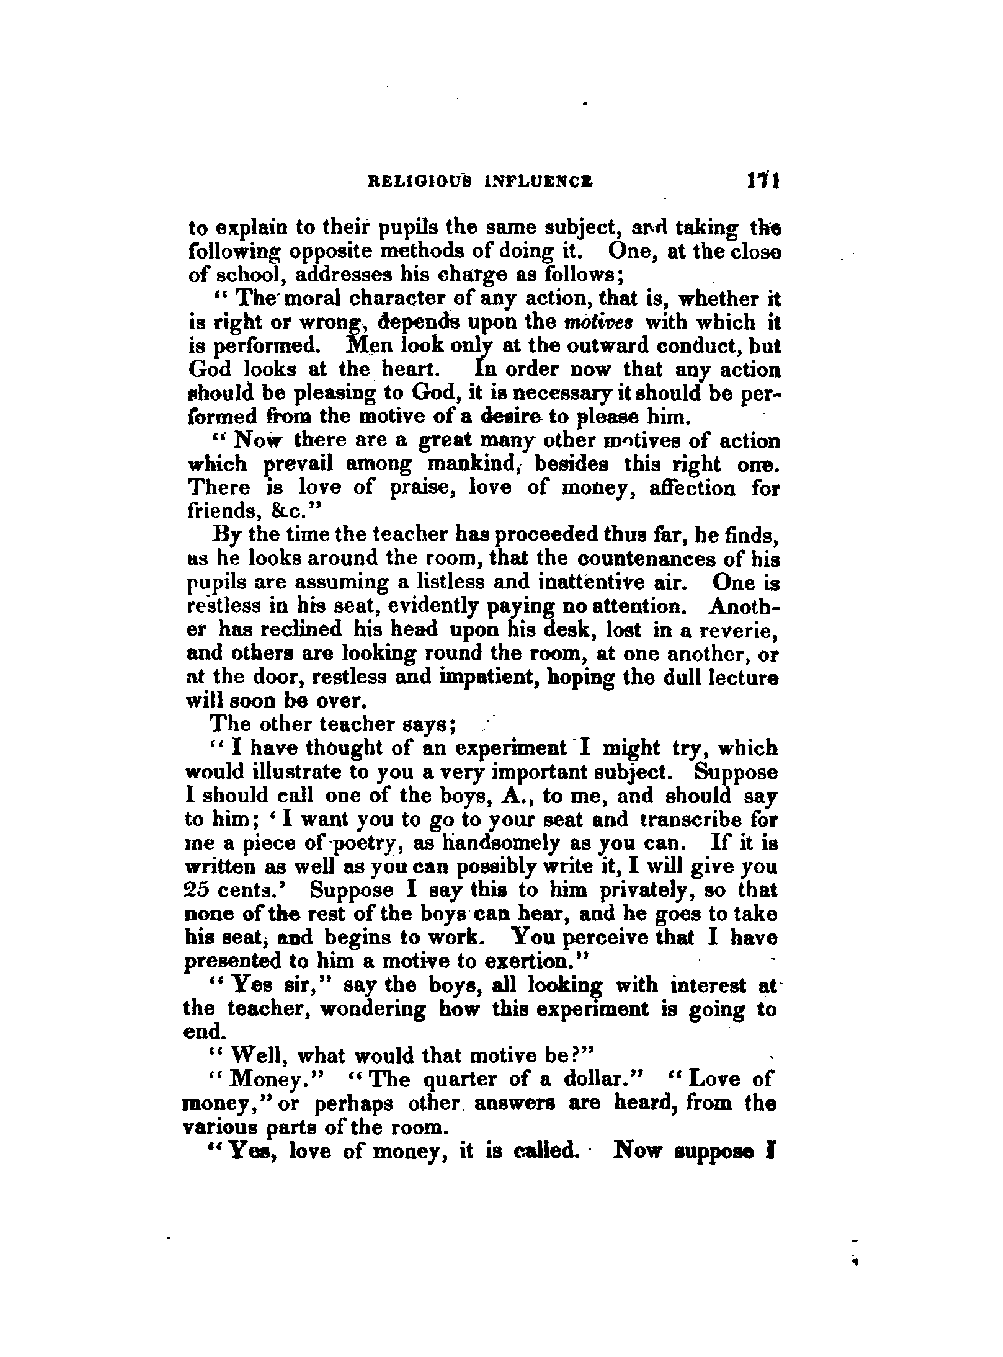 RELIGIOUS INFLUENCE 171
to explain to their pupils the same subject, and taking the
following opposite methods of doing it. One, at the close
of school, addresses his charge as follows;
“ The moral character of any action, that is, whether it
is right or wrong, depends upon the motives with which it
is performed. Men look only at the outward conduct, but
God looks at the heart. In order now that any action
should be pleasing to God, it is necessary it should be per-
formed from the motive of a desire to please him.
“ Now there are a great many other motives of action
which prevail among mankind, besides this right one.
There is love of praise, love of money, affection for
friends, &c.”
By the time the teacher has proceeded thus far, he finds,
as he looks around the room, that the countenances of his
pupils are assuming a listless and inattentive air. One is
restless in his seat, evidently paying no attention. Anoth-
er has reclined his head upon his desk, lost in a reverie,
and others are looking round the room, at one another, or
at the door, restless and impatient, hoping the dull lecture
will soon be over.
The other teacher says;
“ I have thought of an experiment I might try, which
would illustrate to you a very important subject. Suppose
I should call one of the boys, A., to me, and should say
to him; ‘ I want you to go to your seat and transcribe for
me a piece of poetry, as handsomely as you can. If it is
written as well as you can possibly write it, I will give you
25 cents.’ Suppose I say this to him privately, so that
none of the rest of the boys can hear, and he goes to take
his seat, and begins to work. You perceive that I have
presented to him a motive to exertion.”
“ Yes sir,” say the boys, all looking with interest at
the teacher, wondering how this experiment is going to
end.
“ Well, what would that motive be?”
“ Money.” “ The quarter of a dollar.” “ Love of
money,” or perhaps other answers are heard, from the
various parts of the room.
“ Yes, love of money, it is called. Now suppose I